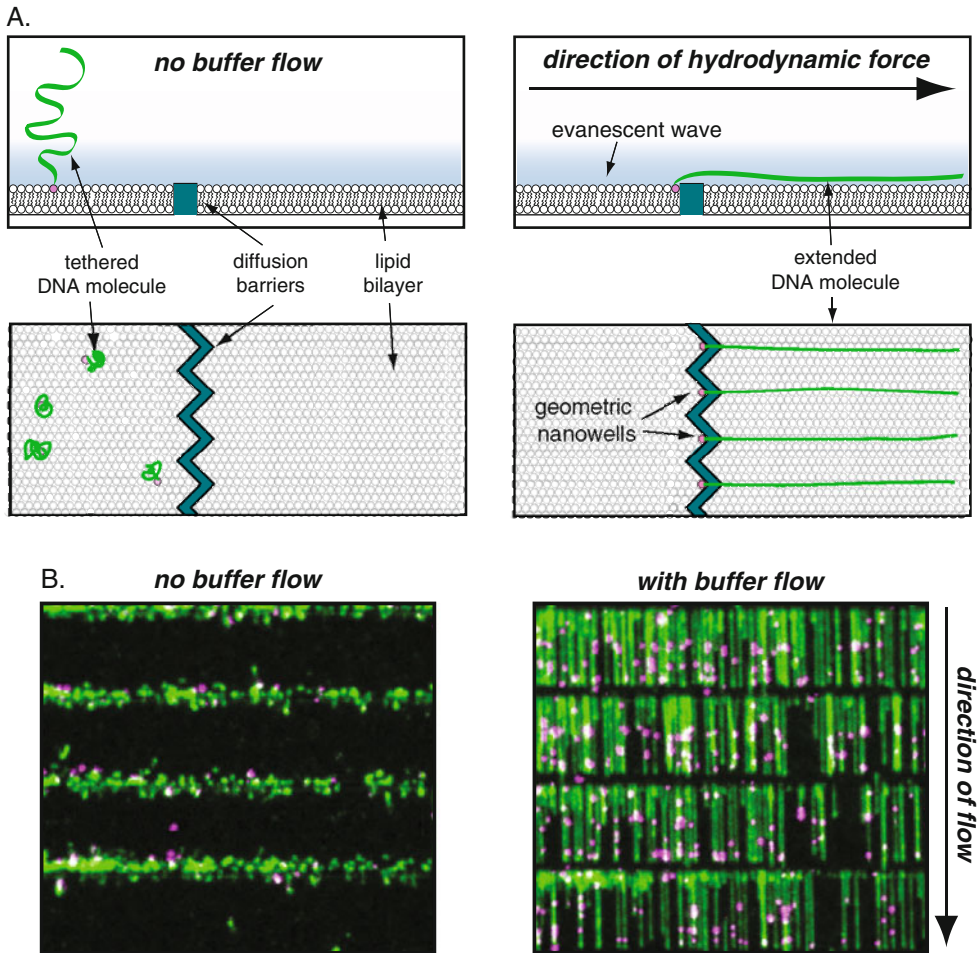 A.
no buffer flow
direction of hydrodynamic force
evanescent wave
tethered
DNA molecule
diffusion
barriers
lipid
bilayer
extended
DNA molecule
geometric
nanowells
B.
no buffer flow
with buffer flow
direction of flow